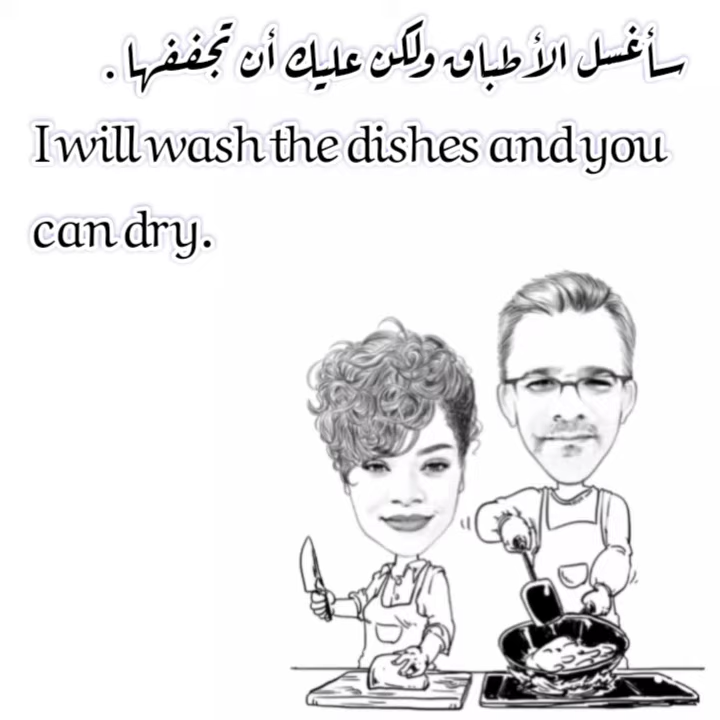 سأغسل الأطباق ولكن عليك أن تجففها .
I will wash the dishes and you
can dry.